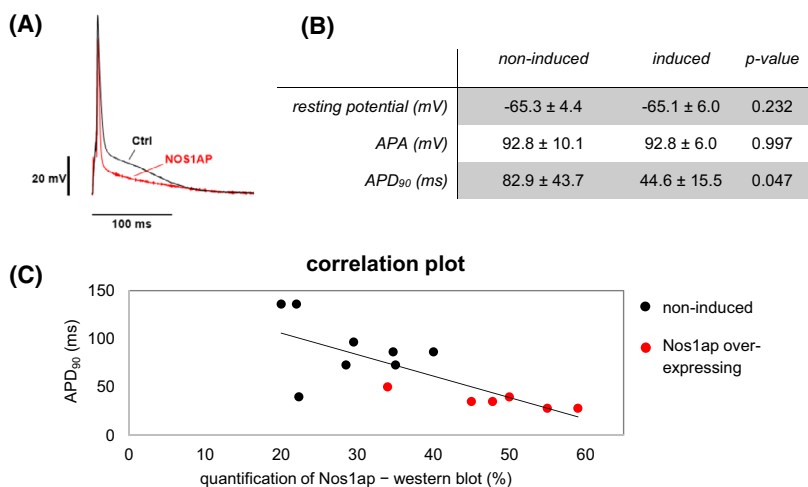 (A)
Ctrl
NOS1AP
20 mV
100 ms
(B)
non-induced induced p-value
resting potential (mV) -65.3 ± 4.4 -65.1 ± 6.0 0.232
APA (mV) 92.8 ± 10.1 92.8 ± 6.0 0.997
APD90 (ms) 82.9 ± 43.7 44.6 ± 15.5 0.047
(C)
correlation plot
150
100
50
0
APD90 (ms)
0 10 20 30 40 50 60
quantification of Nos1ap − western blot (%)
non-induced
Nos1ap over-
expressing